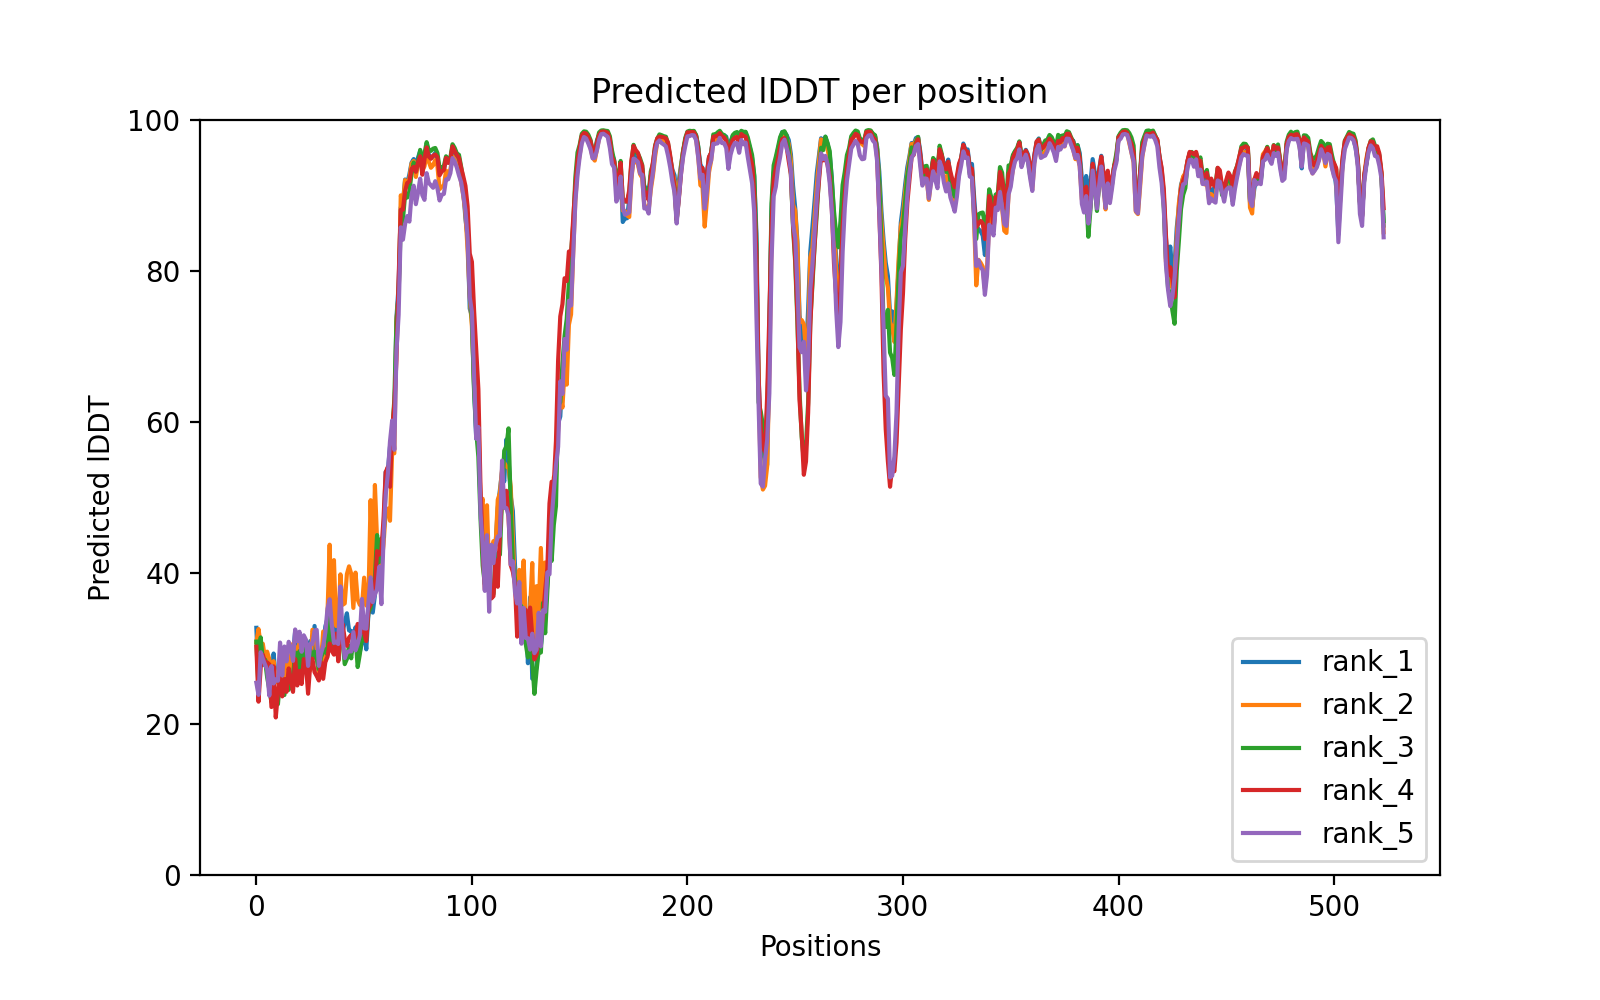 Predicted lDDT per position
100
80
60
40
20
0
Predicted lDDT
0 100 200 300 400 500
Positions
rank_1
rank_2
rank_3
rank_4
rank_5